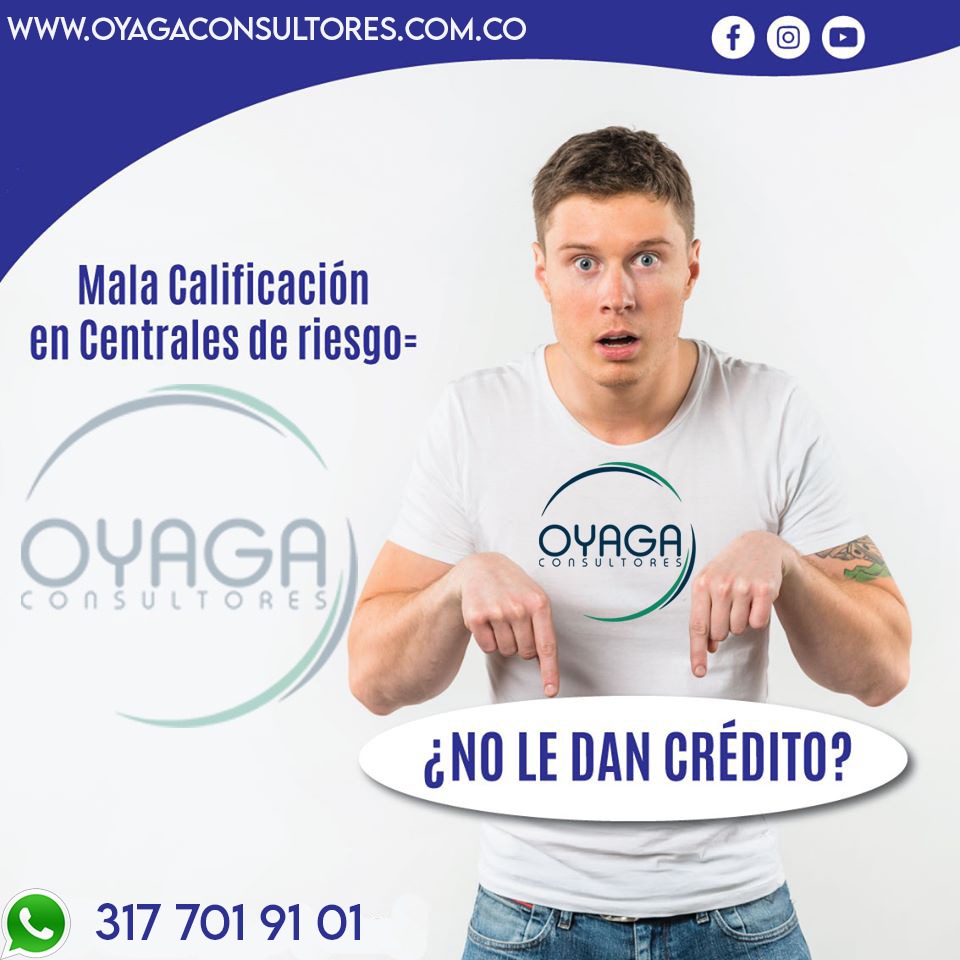 WWW.OYAGACONSULTORES.COM.CO
Mala Calificación
en Centrales de riesgo=
OYAGA
CONSULTORES
OYAGA
CONSULTORES
¿NO LE DAN CRÉDITO?
317 701 91 01